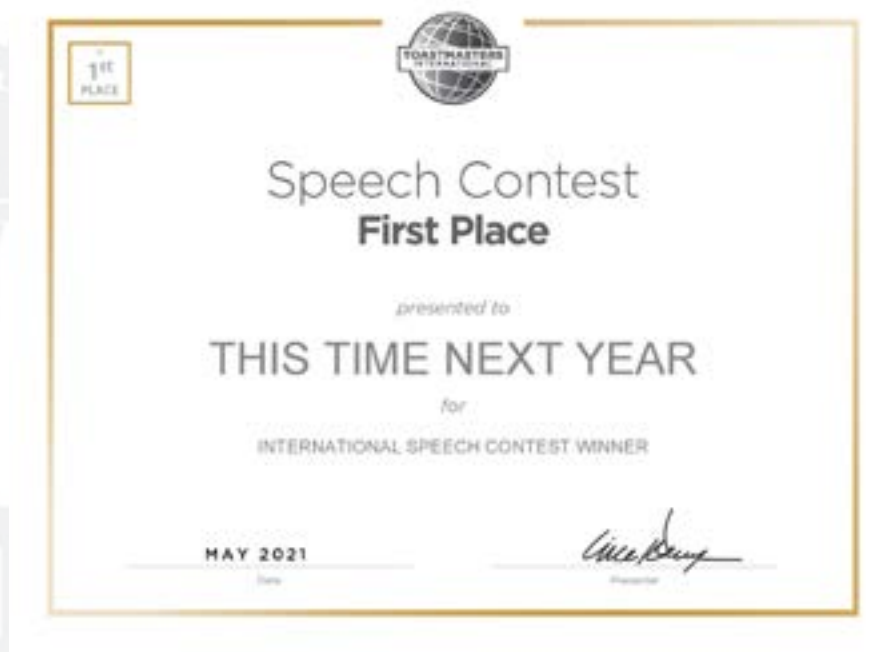 1st
PLACE
TOASTMASTERS
INTERNATIONAL
Speech Contest
First Place
presented to
THIS TIME NEXT YEAR
for
INTERNATIONAL SPEECH CONTEST WINNER
MAY 2021
Date
Presenter